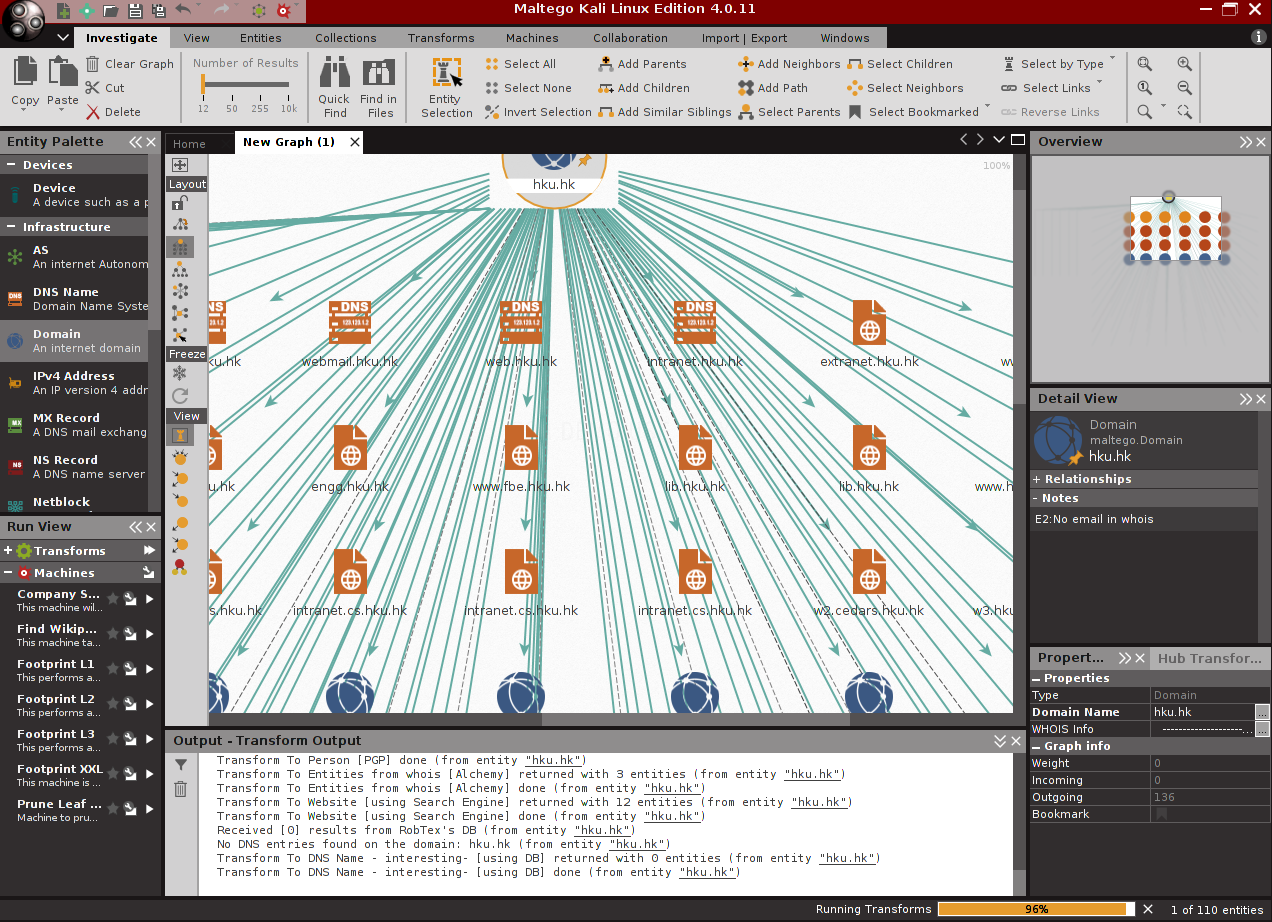 Maltego Kali Linux Edition 4.0.11
Investigate View Entities Collections Transforms Machines Collaboration Import | Export Windows
Copy Paste Clear Graph Cut Delete
Number of Results
12 50 255 10k
Quick Find
Find in Files
Entity Selection
Select All Add Parents Add Neighbors Select Children Select by Type
Select None Add Children Add Path Select Neighbors Select Links
Invert Selection Add Similar Siblings Select Parents Select Bookmarked Reverse Links
Entity Palette
Devices
Device
A device such as a p
Infrastructure
AS
An internet Autonom
DNS Name
Domain Name Syste
Domain
An internet domain
IPv4 Address
An IP version 4 addr
MX Record
A DNS mail exchang
NS Record
A DNS name server
Netblock
Run View
+ Transforms
− Machines
Company S...
This machine wil...
Find Wikip...
This machine ta...
Footprint L1
This performs a...
Footprint L2
This performs a...
Footprint L3
This performs a...
Footprint XXL
This machine is ...
Prune Leaf ...
Machine to pru...
Home New Graph (1)
Layout
Freeze
View
100%
hku.hk
NS DNS DNS DNS
123.123.1.2 123.123.1.2 123.123.1.2
ku.hk webmail.hku.hk web.hku.hk intranet.hku.hk extranet.hku.hk ww
u.hk engg.hku.hk www.fbe.hku.hk lib.hku.hk lib.hku.hk www.h
s.hku.hk intranet.cs.hku.hk intranet.cs.hku.hk intranet.cs.hku.hk w2.cedars.hku.hk w3.hku
Output - Transform Output
Transform To Person [PGP] done (from entity "hku.hk")
Transform To Entities from whois [Alchemy] returned with 3 entities (from entity "hku.hk")
Transform To Entities from whois [Alchemy] done (from entity "hku.hk")
Transform To Website [using Search Engine] returned with 12 entities (from entity "hku.hk")
Transform To Website [using Search Engine] done (from entity "hku.hk")
Received [0] results from RobTex's DB (from entity "hku.hk")
No DNS entries found on the domain: hku.hk (from entity "hku.hk")
Transform To DNS Name - interesting- [using DB] returned with 0 entities (from entity "hku.hk")
Transform To DNS Name - interesting- [using DB] done (from entity "hku.hk")
Overview
Detail View
Domain
maltego.Domain
hku.hk
+ Relationships
- Notes
E2:No email in whois
Propert... Hub Transfor...
− Properties
Type Domain
Domain Name hku.hk ...
WHOIS Info ---------------------... ...
− Graph info
Weight 0
Incoming 0
Outgoing 136
Bookmark
Running Transforms 96% 1 of 110 entities